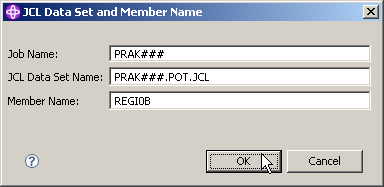 JCL Data Set and Member Name
Job Name: PRAK###
JCL Data Set Name: PRAK###.POT.JCL
Member Name: REGI0B
?
OK Cancel